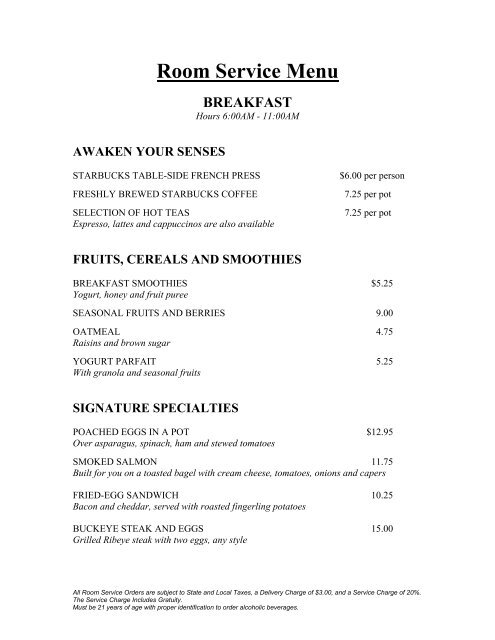 Room Service Menu
BREAKFAST
Hours 6:00AM - 11:00AM
AWAKEN YOUR SENSES
STARBUCKS TABLE-SIDE FRENCH PRESS $6.00 per person
FRESHLY BREWED STARBUCKS COFFEE 7.25 per pot
SELECTION OF HOT TEAS 7.25 per pot
Espresso, lattes and cappuccinos are also available
FRUITS, CEREALS AND SMOOTHIES
BREAKFAST SMOOTHIES $5.25
Yogurt, honey and fruit puree
SEASONAL FRUITS AND BERRIES 9.00
OATMEAL 4.75
Raisins and brown sugar
YOGURT PARFAIT 5.25
With granola and seasonal fruits
SIGNATURE SPECIALTIES
POACHED EGGS IN A POT $12.95
Over asparagus, spinach, ham and stewed tomatoes
SMOKED SALMON 11.75
Built for you on a toasted bagel with cream cheese, tomatoes, onions and capers
FRIED-EGG SANDWICH 10.25
Bacon and cheddar, served with roasted fingerling potatoes
BUCKEYE STEAK AND EGGS 15.00
Grilled Ribeye steak with two eggs, any style
All Room Service Orders are subject to State and Local Taxes, a Delivery Charge of $3.00, and a Service Charge of 20%.
The Service Charge Includes Gratuity.
Must be 21 years of age with proper identification to order alcoholic beverages.